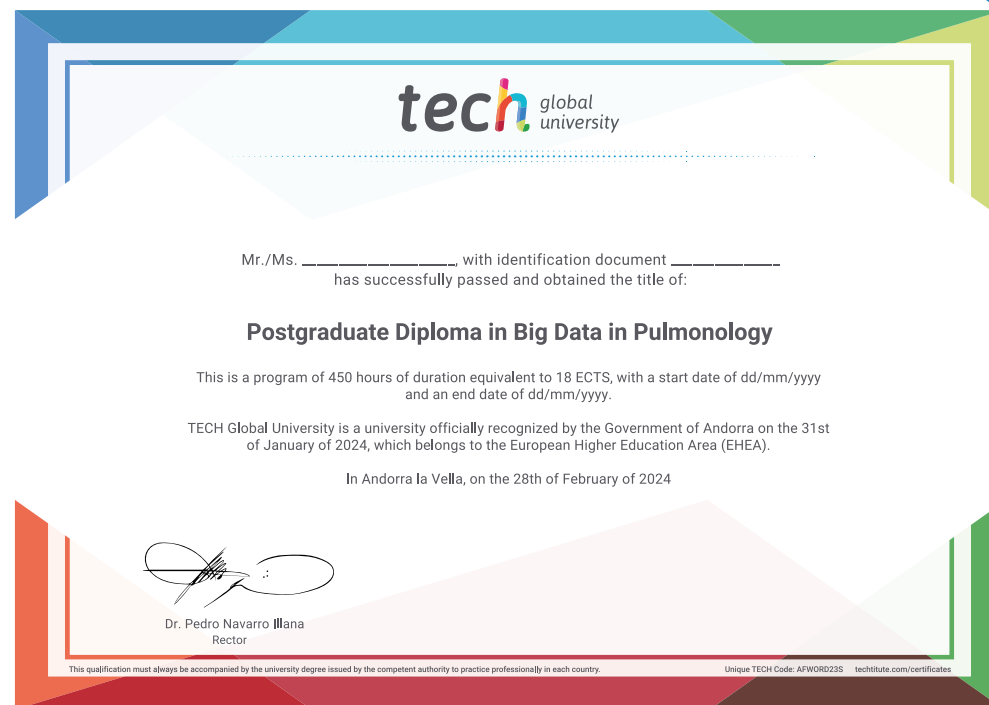 tech global university
Mr./Ms. ____________________, with identification document ______________
has successfully passed and obtained the title of:
Postgraduate Diploma in Big Data in Pulmonology
This is a program of 450 hours of duration equivalent to 18 ECTS, with a start date of dd/mm/yyyy
and an end date of dd/mm/yyyy.
TECH Global University is a university officially recognized by the Government of Andorra on the 31st
of January of 2024, which belongs to the European Higher Education Area (EHEA).
In Andorra la Vella, on the 28th of February of 2024
Dr. Pedro Navarro Illana
Rector
This qualification must always be accompanied by the university degree issued by the competent authority to practice professionally in each country. Unique TECH Code: AFWORD23S techtitute.com/certificates